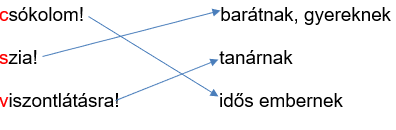 csókolom! barátnak, gyereknek
szia! tanárnak
viszontlátásra! idős embernek